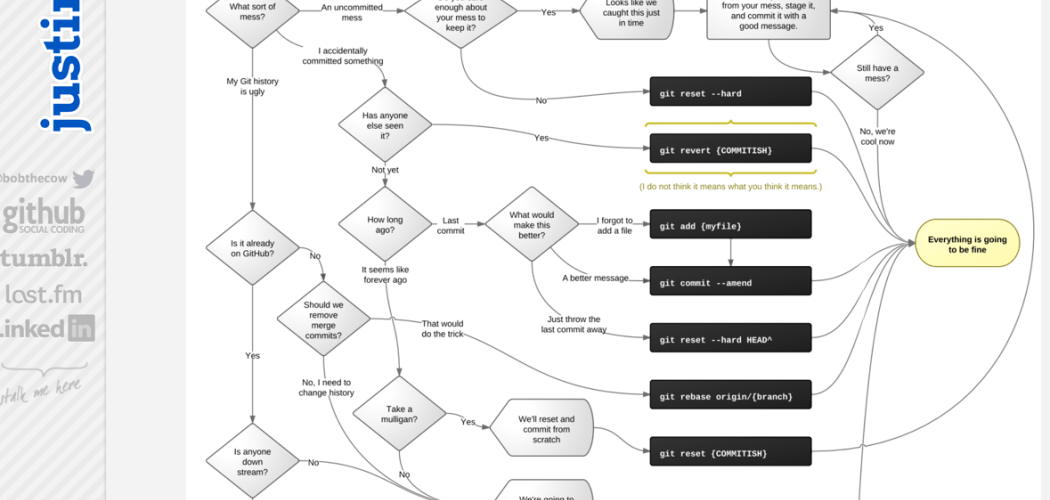 What sort of
mess?
An uncommitted
mess
enough about
your mess to
keep it?
Yes
Looks like we
caught this just
in time
from your mess, stage it,
and commit it with a
good message.
Yes
Still have a
mess?
No, we're
cool now
I accidentally
committed something
My Git history
is ugly
No
git reset --hard
Has anyone
else seen
it?
Yes
git revert {COMMITISH}
(I do not think it means what you think it means.)
Not yet
How long
ago?
Last
commit
What would
make this
better?
I forgot to
add a file
git add {myfile}
Everything is going
to be fine
Is it already
on GitHub?
No
It seems like
forever ago
A better message
git commit --amend
Should we
remove
merge
commits?
That would
do the trick
Just throw the
last commit away
git reset --hard HEAD^
Yes
No, I need to
change history
git rebase origin/{branch}
Take a
mulligan?
Yes
We'll reset and
commit from
scratch
git reset {COMMITISH}
Is anyone
down
stream?
No
No
We're going to
justin
bobthecow
github
SOCIAL CODING
tumblr.
last.fm
Linked in
stalk me here